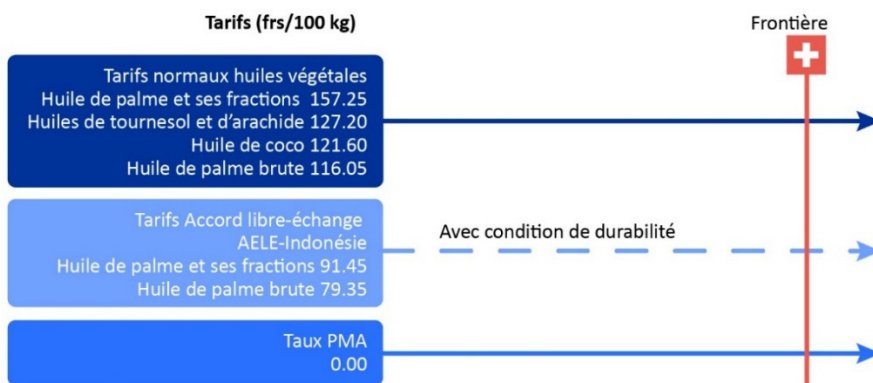 Tarifs (frs/100 kg)
Frontière
Tarifs normaux huiles végétales
Huile de palme et ses fractions 157.25
Huiles de tournesol et d'arachide 127.20
Huile de coco 121.60
Huile de palme brute 116.05
Tarifs Accord libre-échange
AELE-Indonésie
Huile de palme et ses fractions 91.45
Huile de palme brute 79.35
Avec condition de durabilité
Taux PMA
0.00